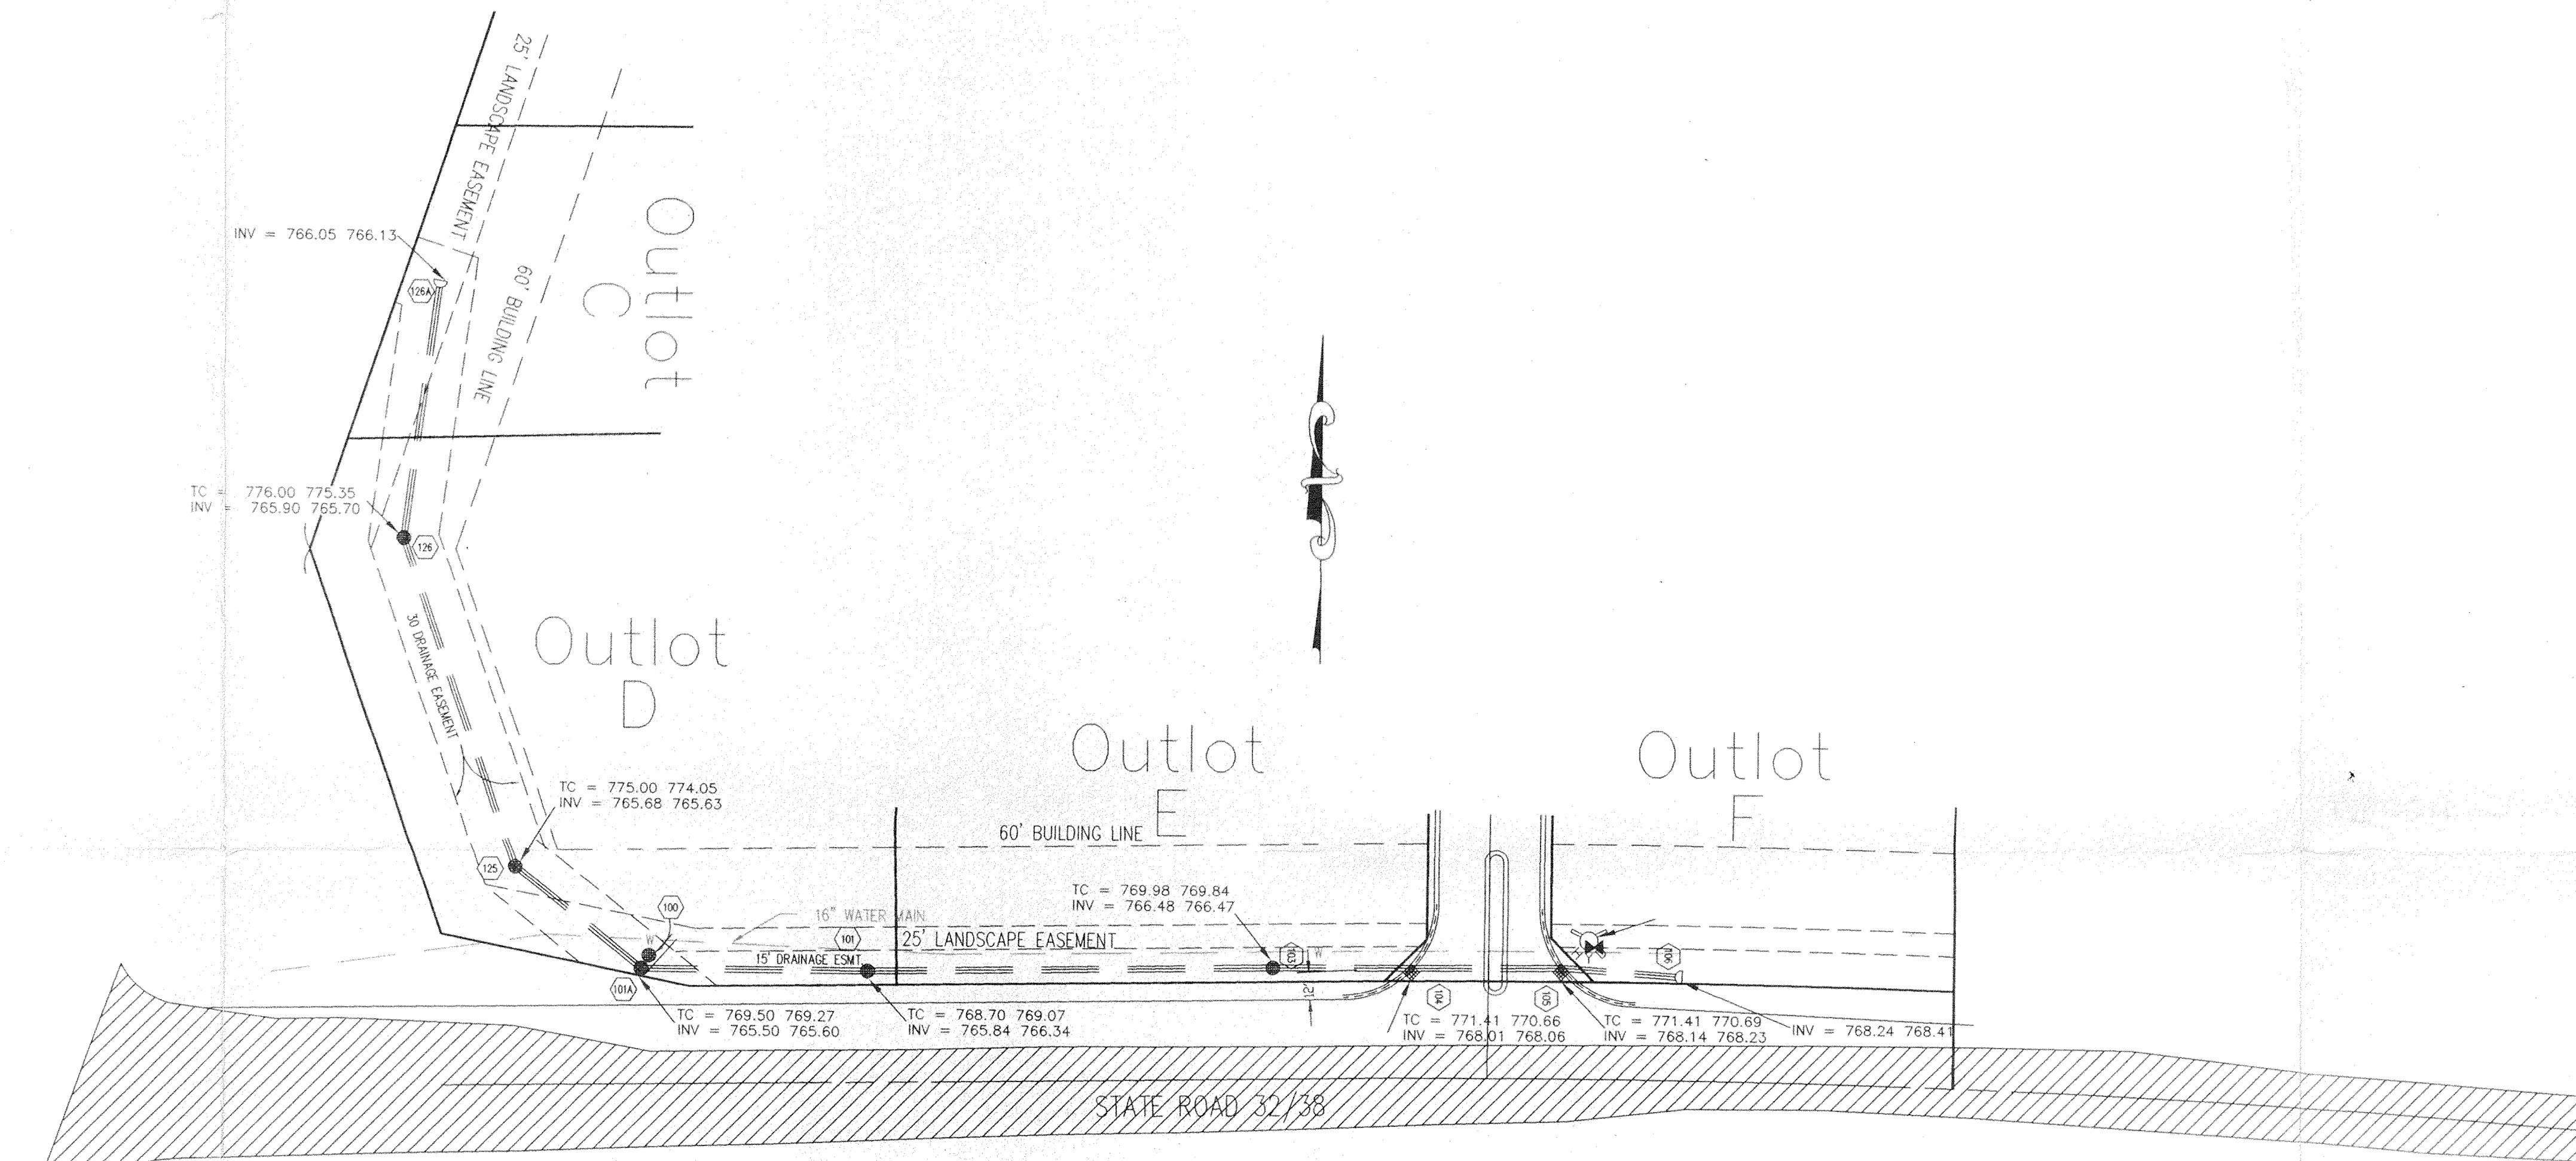 25' LANDSCAPE EASEMENT
Outlot
C
INV = 766.05 766.13
126A
60' BUILDING LINE
TC = 776.00 775.35
INV = 765.90 765.70
126
30 DRAINAGE EASEMENT
Outlot
D
TC = 775.00 774.05
INV = 765.68 765.63
125
Outlot
E
Outlot
F
60' BUILDING LINE
TC = 769.98 769.84
INV = 766.48 766.47
100
16" WATER MAIN
W
101
25' LANDSCAPE EASEMENT
15' DRAINAGE ESMT.
103
W
106
101A
12'
104
105
TC = 769.50 769.27
INV = 765.50 765.60
TC = 768.70 769.07
INV = 765.84 766.34
TC = 771.41 770.66
INV = 768.01 768.06
TC = 771.41 770.69
INV = 768.14 768.23
INV = 768.24 768.41
STATE ROAD 32/38